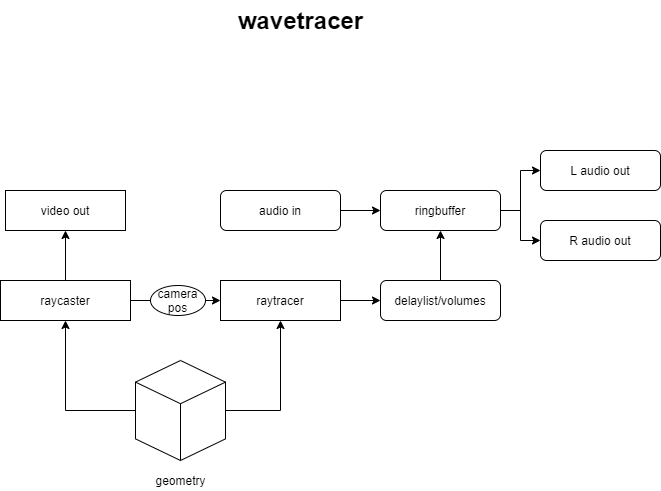 wavetracer
L audio out
video out
audio in
ringbuffer
R audio out
raycaster
camera
pos
raytracer
delaylist/volumes
geometry